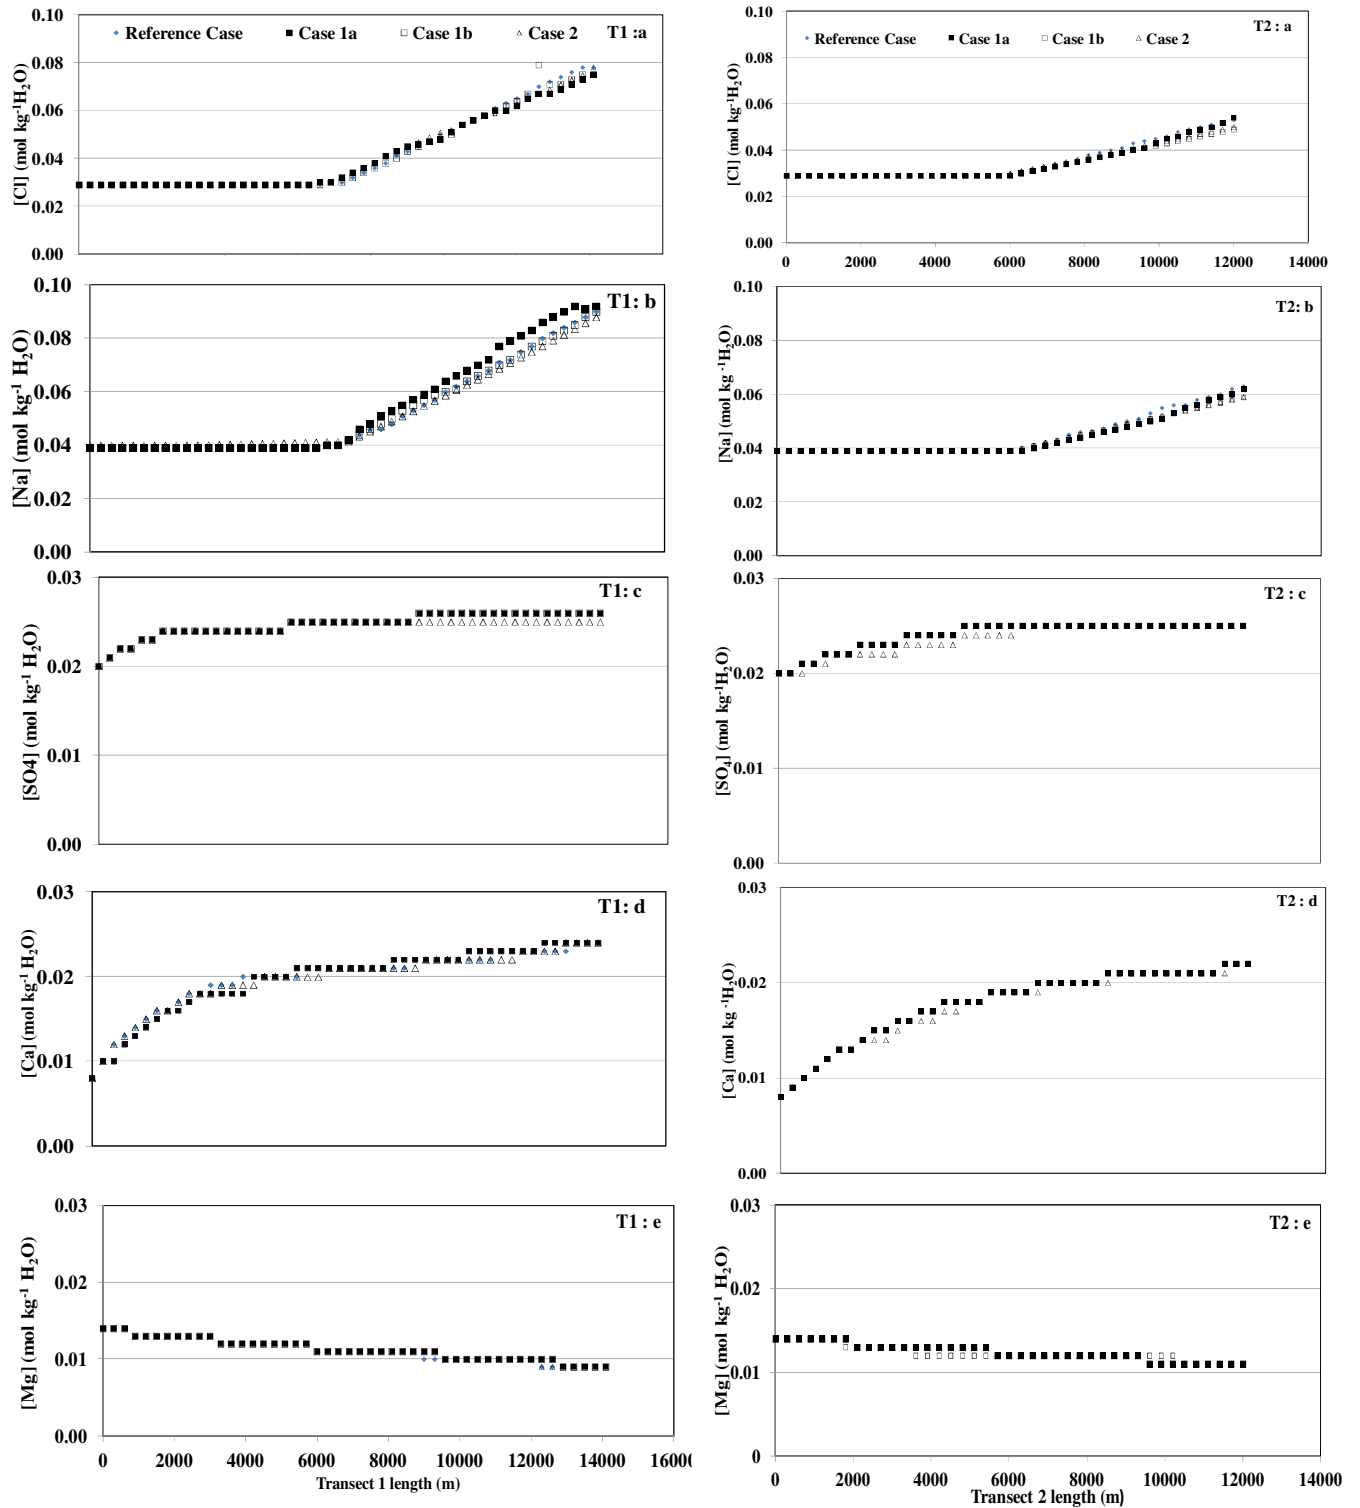 0.10
0.08
0.06
0.04
0.02
0.00
[Cl] (mol kg-1H2O)
Reference Case Case 1a Case 1b Case 2
T1 :a
0.10
0.08
0.06
0.04
0.02
0.00
[Cl] (mol kg-1H2O)
Reference Case Case 1a Case 1b Case 2
T2 : a
0 2000 4000 6000 8000 10000 12000 14000
0.10
0.08
0.06
0.04
0.02
0.00
[Na] (mol kg-1 H2O)
T1: b
0.10
0.08
0.06
0.04
0.02
0.00
[Na] (mol kg -1H2O)
T2: b
0.03
0.02
0.01
0.00
[SO4] (mol kg-1 H2O)
T1: c
0.03
0.02
0.01
0.00
[SO4] (mol kg-1H2O)
T2 : c
0.03
0.02
0.01
0.00
[Ca] (mol kg-1 H2O)
T1: d
0.03
0.02
0.01
0.00
[Ca] (mol kg -1H2O)
T2 : d
0.03
0.02
0.01
0.00
[Mg] (mol kg-1 H2O)
T1 : e
0 2000 4000 6000 8000 10000 12000 14000 16000
Transect 1 length (m)
0.03
0.02
0.01
0
[Mg] (mol kg-1 H2O)
T2 : e
0 2000 4000 6000 8000 10000 12000 14000
Transect 2 length (m)